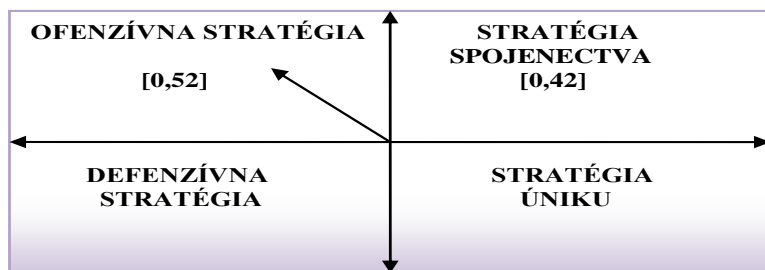 OFENZÍVNA STRATÉGIA
[0,52]
STRATÉGIA
SPOJENECTVA
[0,42]
DEFENZÍVNA
STRATÉGIA
STRATÉGIA
ÚNIKU